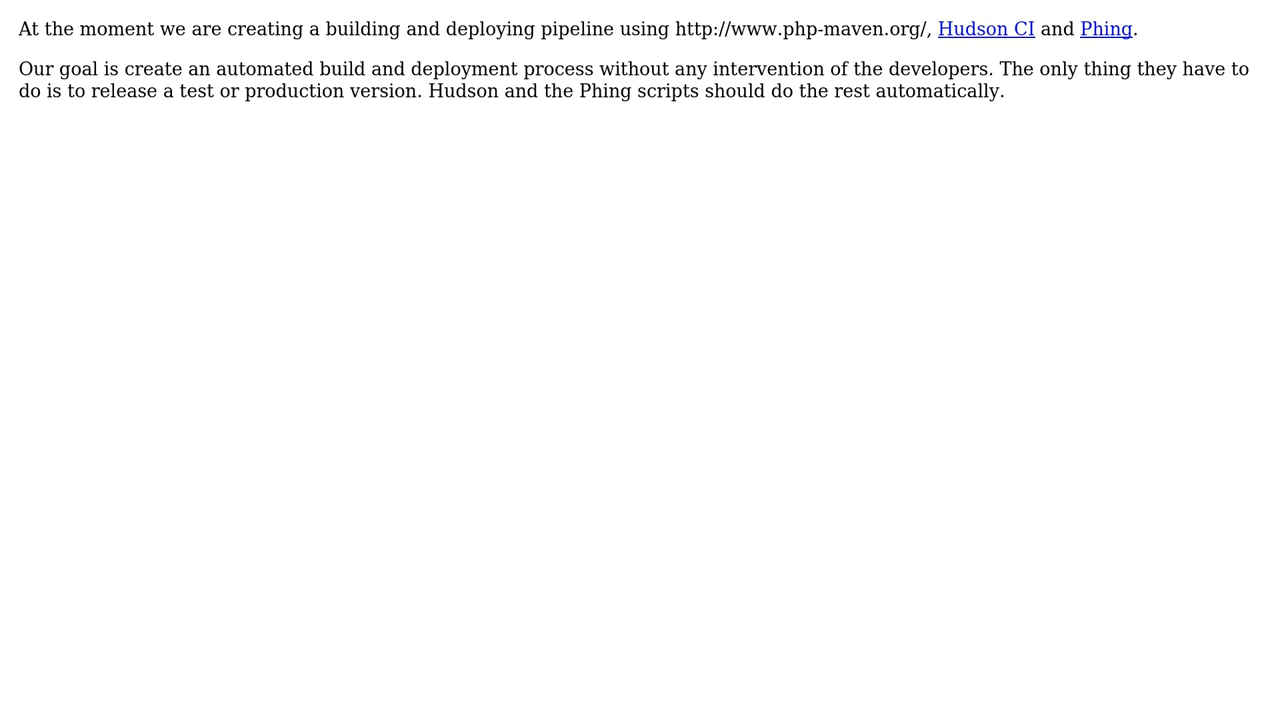 At the moment we are creating a building and deploying pipeline using http://www.php-maven.org/, Hudson CI and Phing.
Our goal is create an automated build and deployment process without any intervention of the developers. The only thing they have to
do is to release a test or production version. Hudson and the Phing scripts should do the rest automatically.